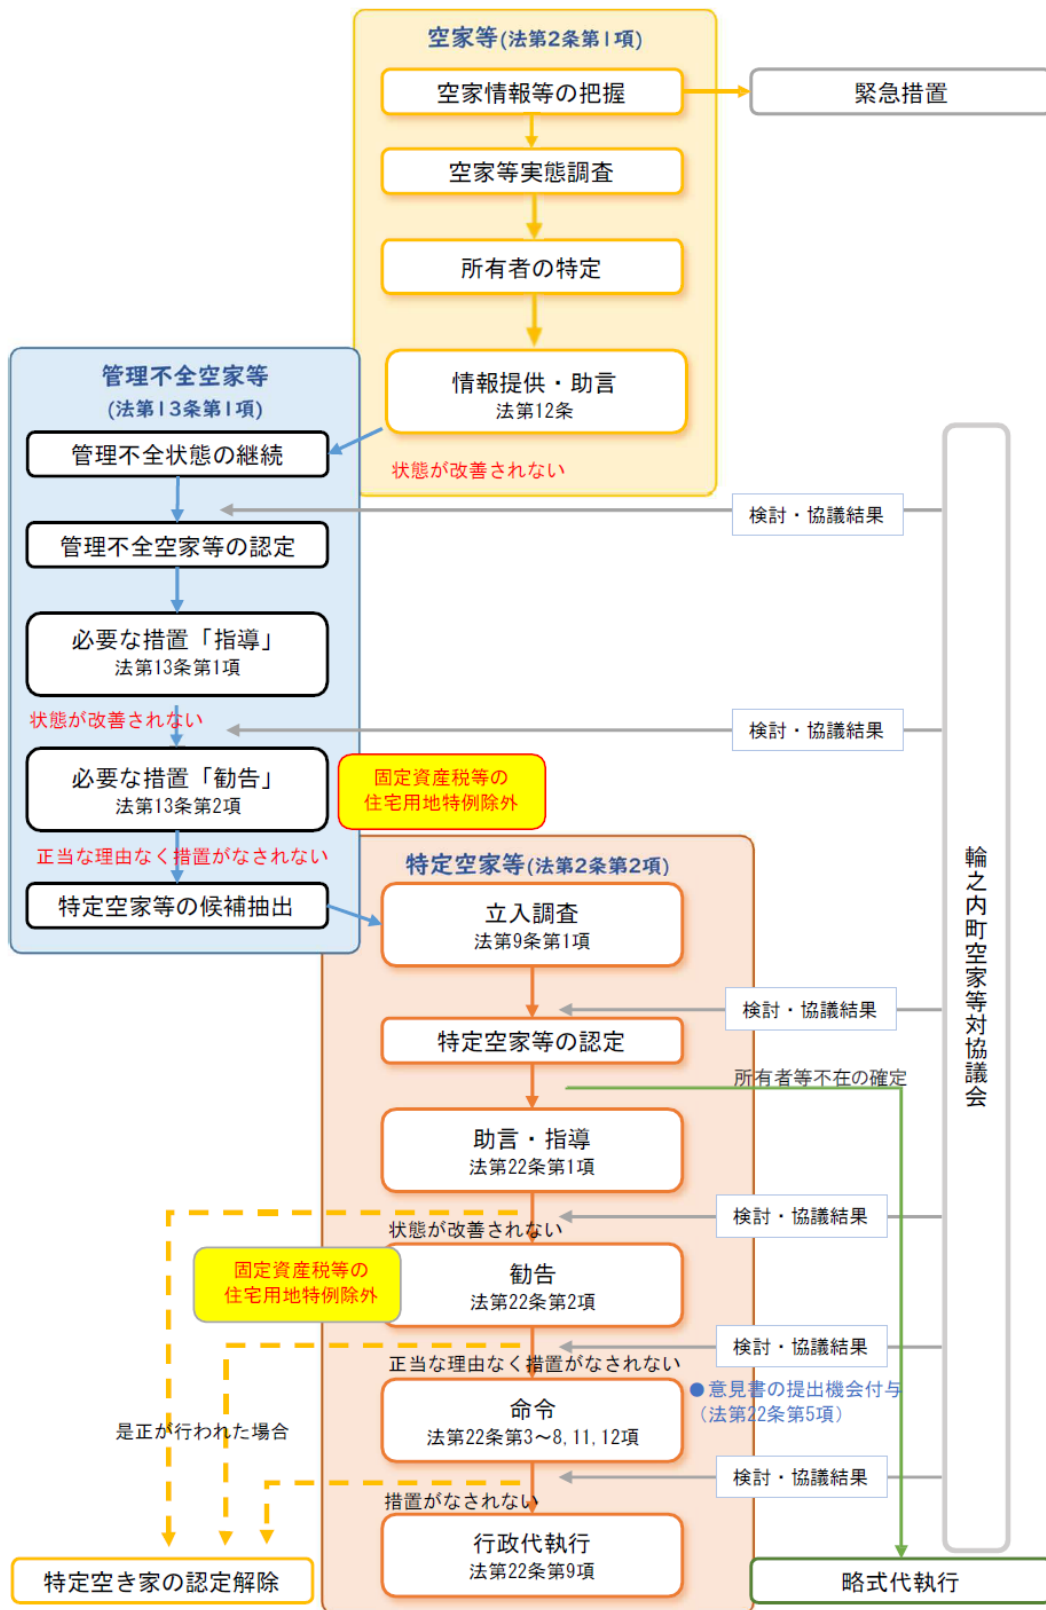 空家等(法第2条第1項)
空家情報等の把握
緊急措置
空家等実態調査
所有者の特定
情報提供・助言
法第12条
状態が改善されない
管理不全空家等
(法第13条第1項)
管理不全状態の継続
検討・協議結果
管理不全空家等の認定
必要な措置「指導」
法第13条第1項
状態が改善されない
検討・協議結果
必要な措置「勧告」
法第13条第2項
固定資産税等の
住宅用地特例除外
正当な理由なく措置がなされない
特定空家等の候補抽出
輪之内町空家等対協議会
特定空家等(法第2条第2項)
立入調査
法第9条第1項
検討・協議結果
特定空家等の認定
所有者等不在の確定
助言・指導
法第22条第1項
検討・協議結果
状態が改善されない
固定資産税等の
住宅用地特例除外
勧告
法第22条第2項
検討・協議結果
正当な理由なく措置がなされない
●意見書の提出機会付与
(法第22条第5項)
命令
法第22条第3～8,11,12項
是正が行われた場合
検討・協議結果
措置がなされない
行政代執行
法第22条第9項
特定空き家の認定解除
略式代執行